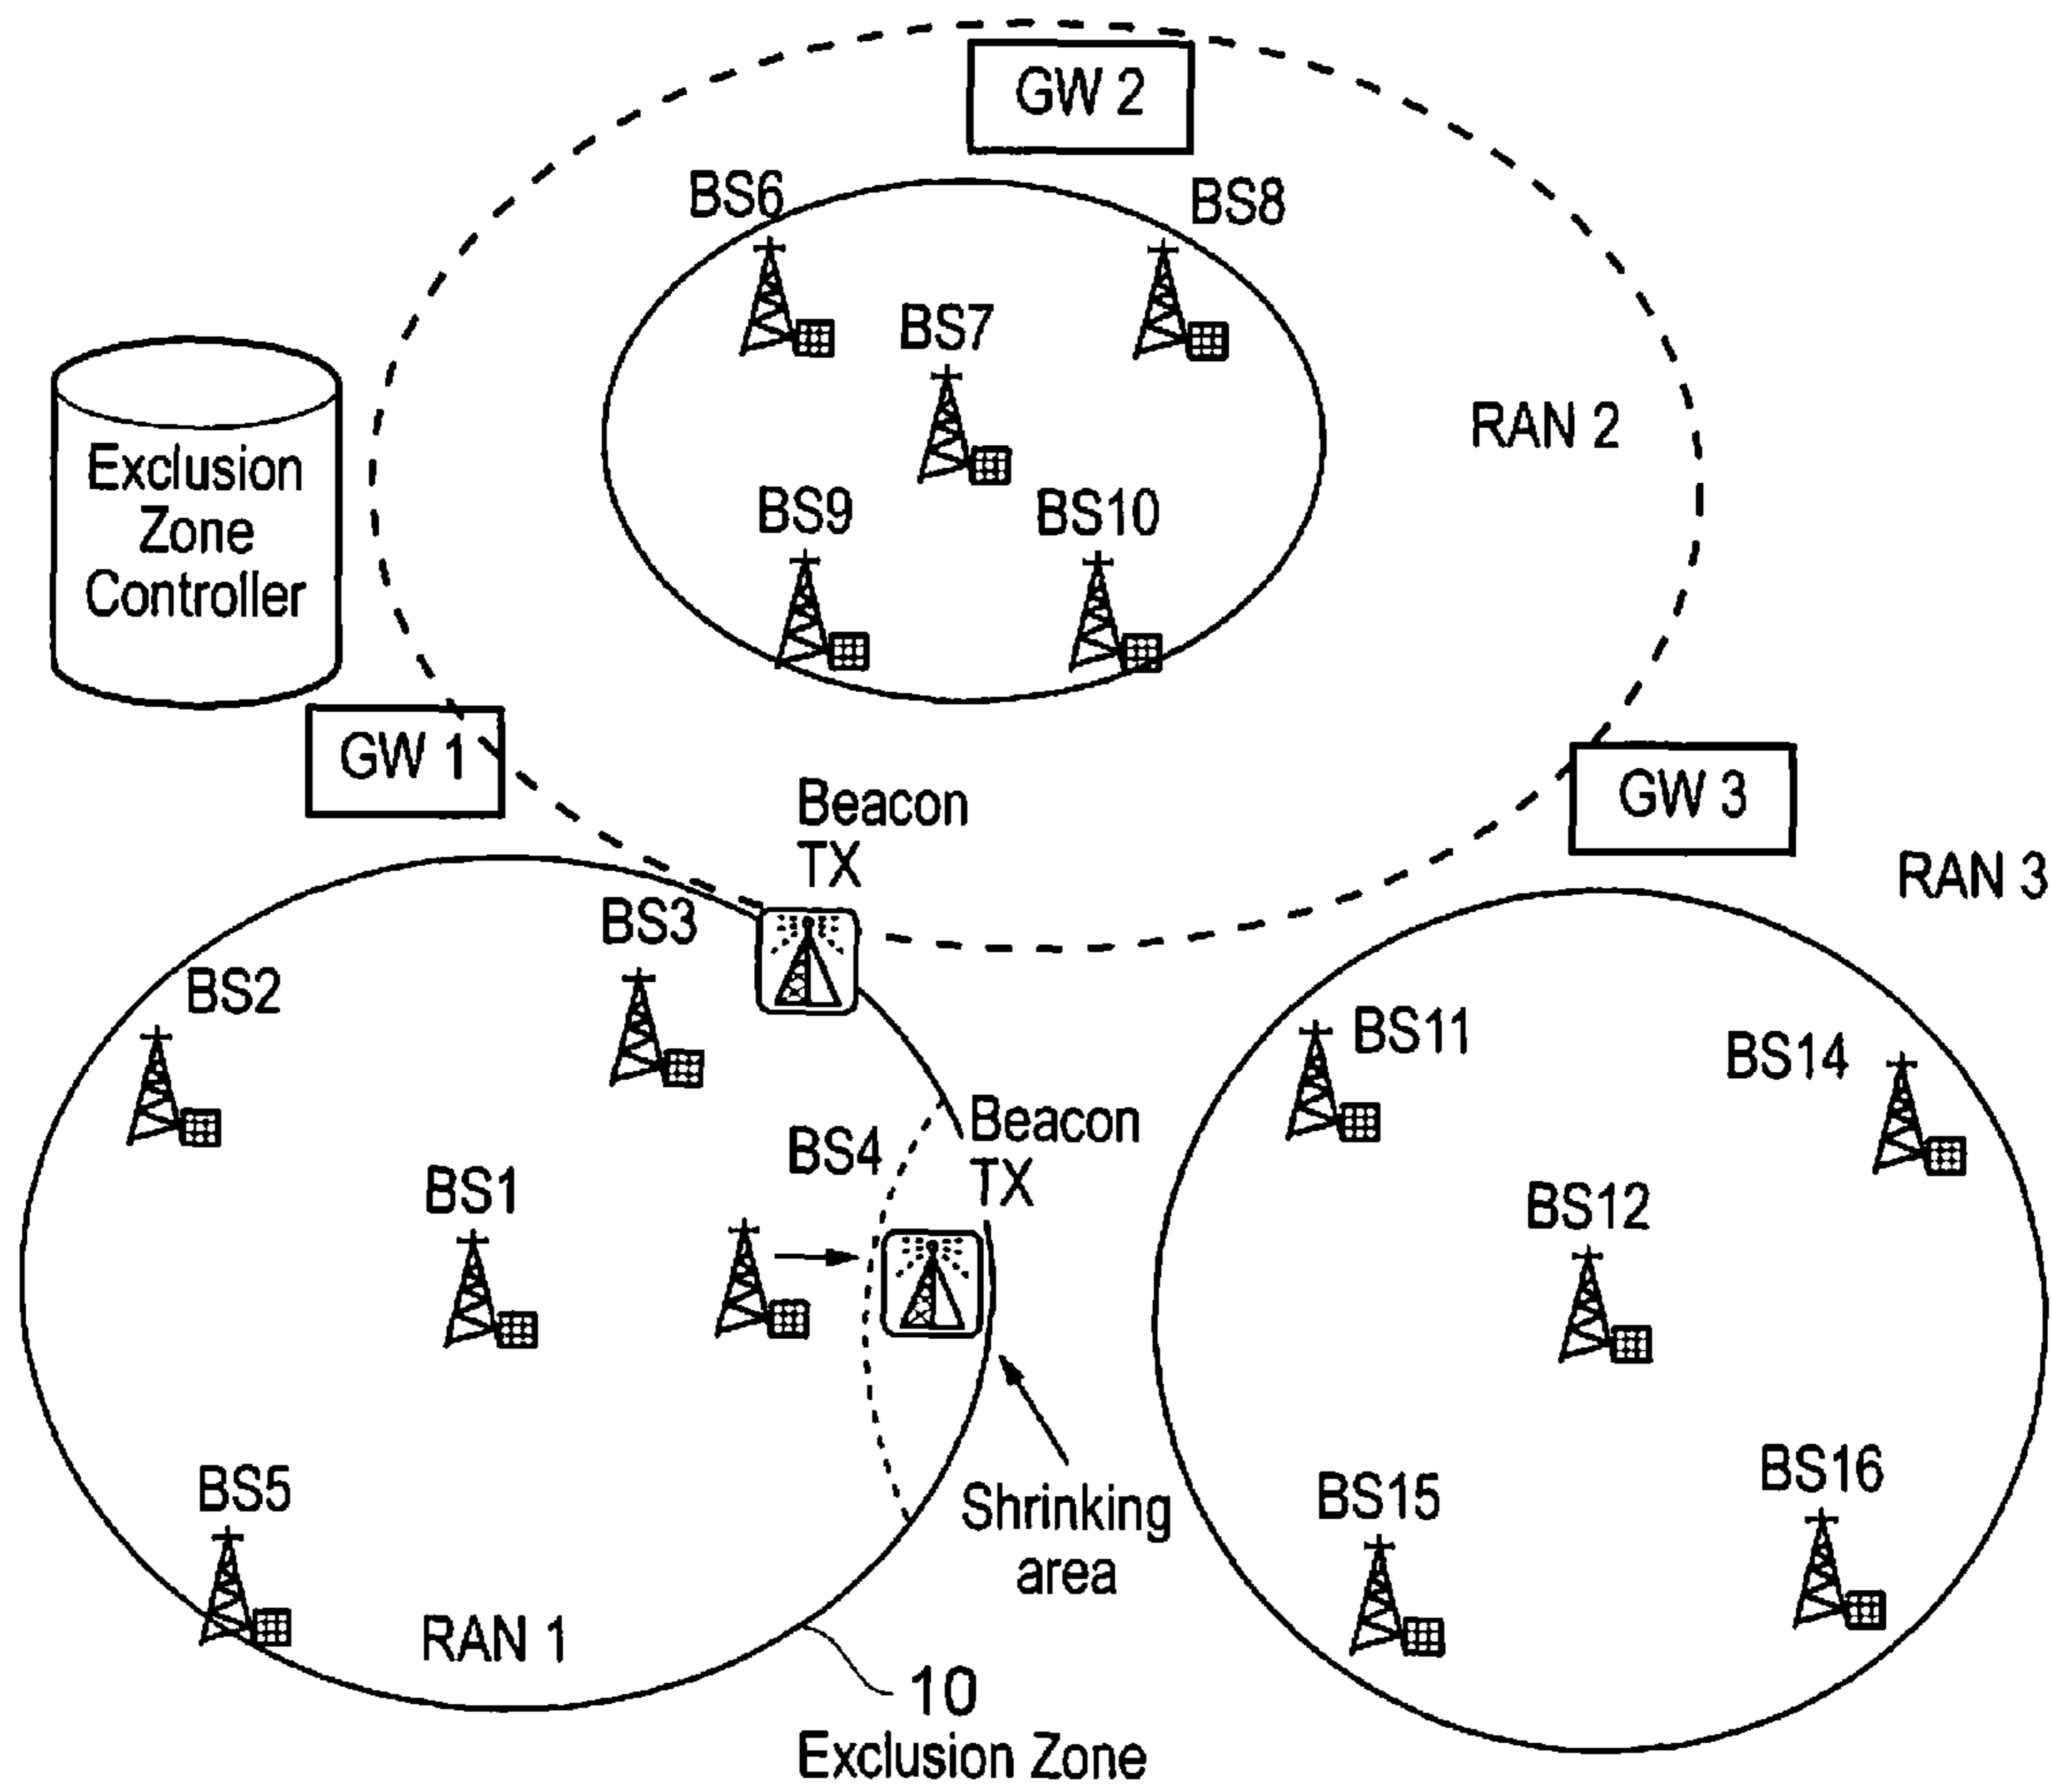 GW 2
BS6
BS8
BS7
RAN 2
Exclusion
Zone
Controller
BS9
BS10
GW 1
GW 3
Beacon
TX
RAN 3
BS3
BS2
BS11
BS14
Beacon
TX
BS4
BS1
BS12
BS5
BS15
BS16
Shrinking
area
RAN 1
10
Exclusion Zone